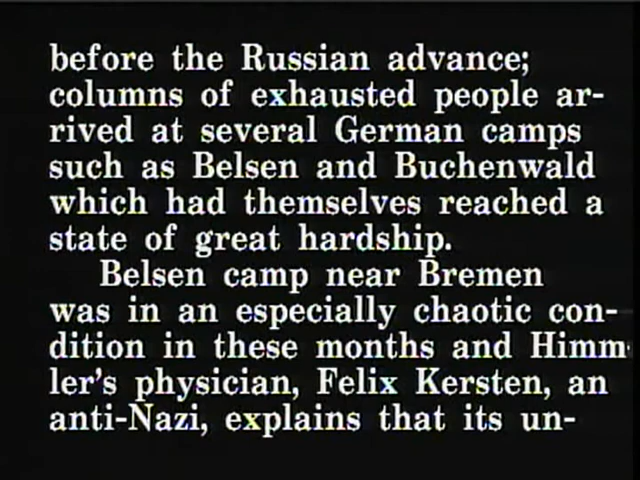 before the Russian advance;
columns of exhausted people ar-
rived at several German camps
such as Belsen and Buchenwald
which had themselves reached a
state of great hardship.
Belsen camp near Bremen
was in an especially chaotic con-
dition in these months and Himm-
ler's physician, Felix Kersten, an
anti-Nazi, explains that its un-